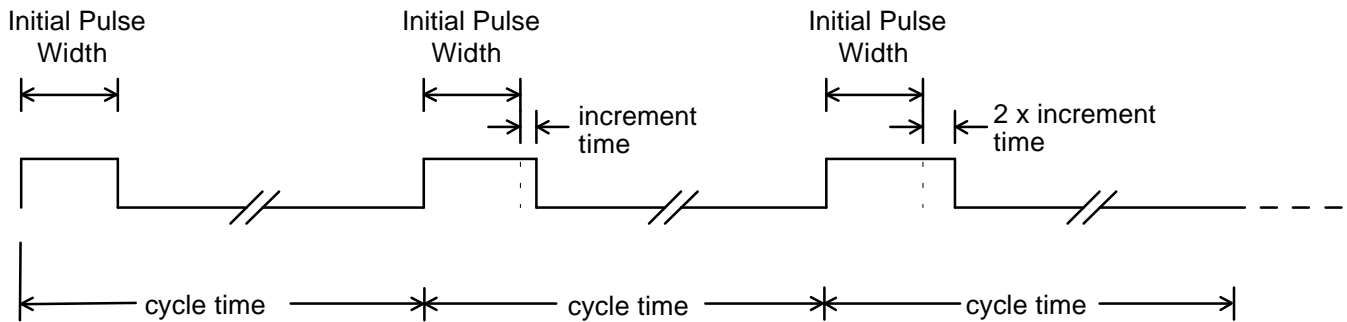 Initial Pulse
Width
Initial Pulse
Width
Initial Pulse
Width
increment
time
2 x increment
time
cycle time
cycle time
cycle time